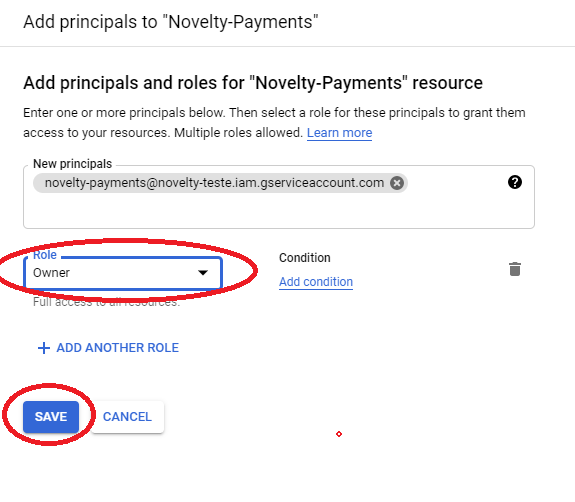 Add principals to "Novelty-Payments"
Add principals and roles for "Novelty-Payments" resource
Enter one or more principals below. Then select a role for these principals to grant them
access to your resources. Multiple roles allowed. Learn more
New principals
novelty-payments@novelty-teste.iam.gserviceaccount.com
Role
Owner
Condition
Add condition
Full access to all resources.
+ ADD ANOTHER ROLE
SAVE
CANCEL